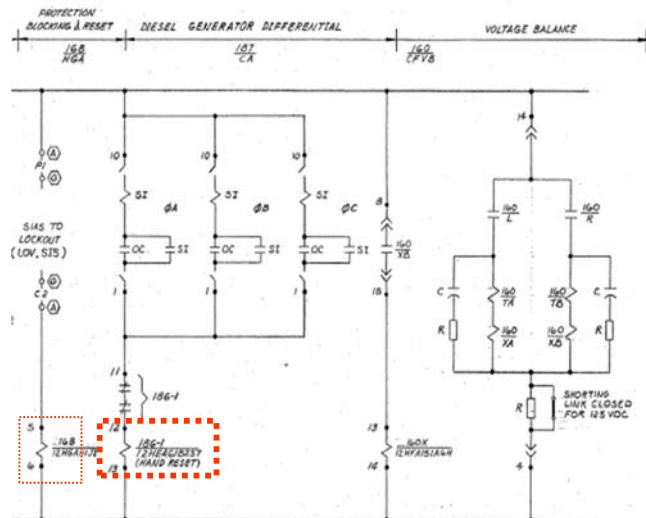 PROTECTION
BLOCKING & RESET
DIESEL GENERATOR DIFFERENTIAL
VOLTAGE BALANCE
168
HGA
187
CA
160
CFVB
14
10
10
10
A
P1
SI
ØA
SI
ØB
SI
ØC
8
160
L
160
R
SIAS TO
LOCKOUT
(LOV, SIS)
OC
SI
OC
SI
OC
SI
160
XB
C
160
TA
160
TB
C
C2
A
1
1
1
18
R
160
XA
160
XB
R
11
186-1
R
SHORTING
LINK CLOSED
FOR 125 VDC
5
12
13
168
186-1
(HAND RESET)
160X
6
13
14
4